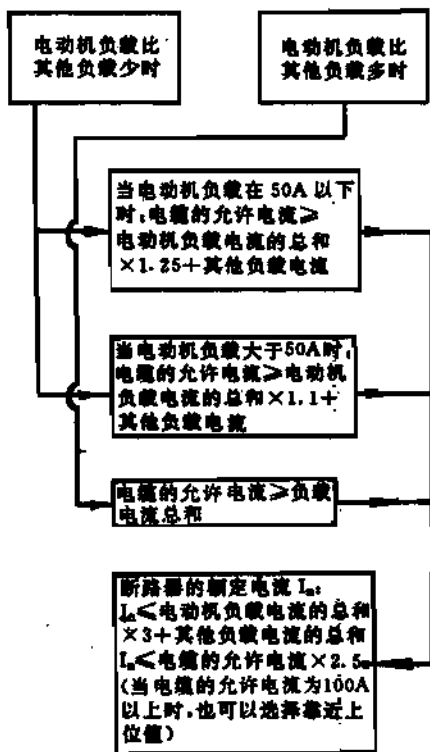 电动机负载比
其他负载少时
电动机负载比
其他负载多时
当电动机负载在 50A 以下
时,电缆的允许电流⩾
电动机负载电流的总和
×1.25+其他负载电流
当电动机负载大于50A时,
电缆的允许电流⩾电动机
负载电流的总和×1.1+
其他负载电流
电缆的允许电流⩾负载
电流总和
断路器的额定电流 Iₙ:
Iₙ⩽电动机负载电流的总和
×3+其他负载电流的总和
Iₙ⩽电缆的允许电流×2.5
(当电缆的允许电流为100A
以上时,也可以选择靠近上
位值)